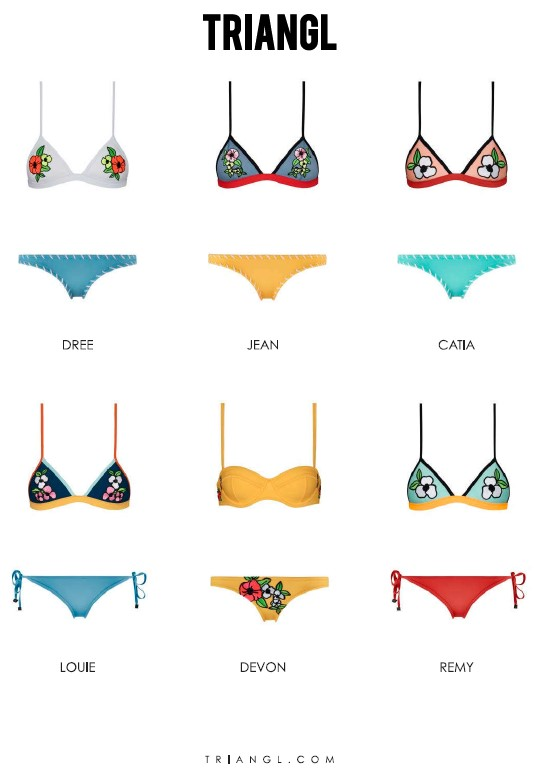 TRIANGL
DREE JEAN CATIA
LOUIE DEVON REMY
TRIANGL.COM